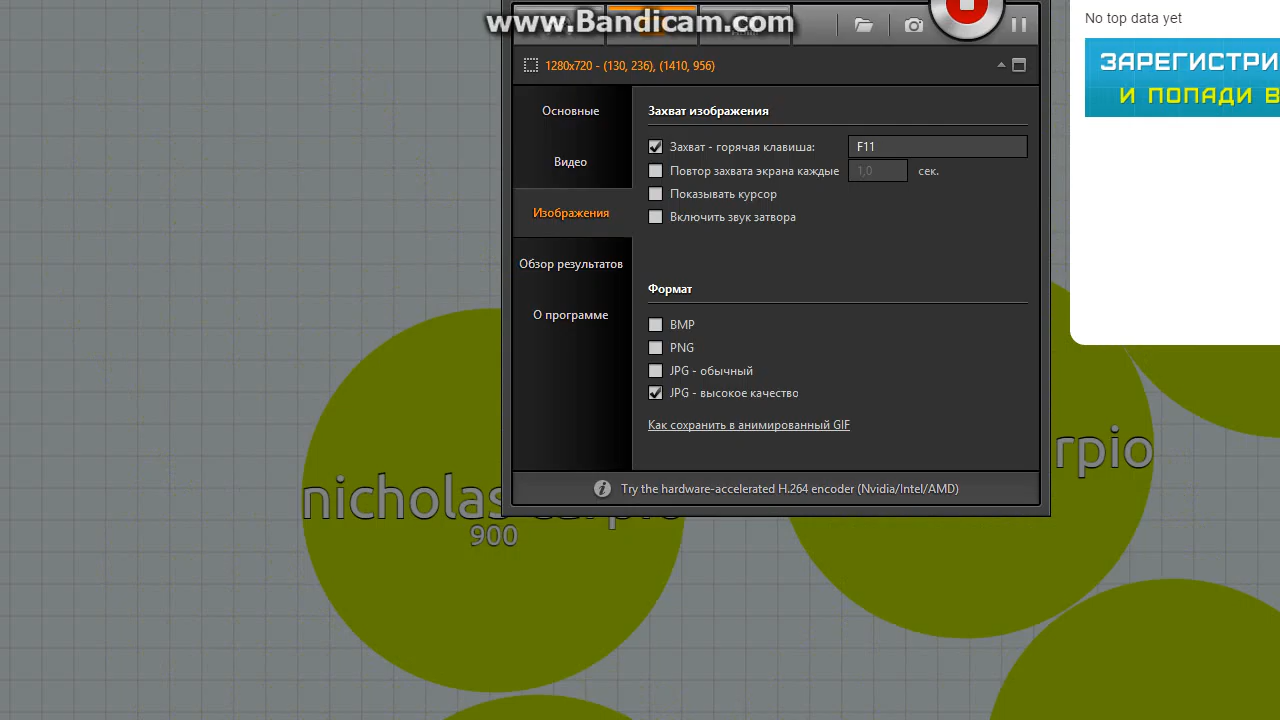 www.Bandicam.com
No top data yet
ЗАРЕГИСТРИ
И ПОПАДИ В
1280x720 - (130, 236), (1410, 956)
Основные
Видео
Изображения
Обзор результатов
О программе
Захват изображения
Захват - горячая клавиша: F11
Повтор захвата экрана каждые 1,0 сек.
Показывать курсор
Включить звук затвора
Формат
BMP
PNG
JPG - обычный
JPG - высокое качество
Как сохранить в анимированный GIF
Try the hardware-accelerated H.264 encoder (Nvidia/Intel/AMD)
nicholas
900
rpio